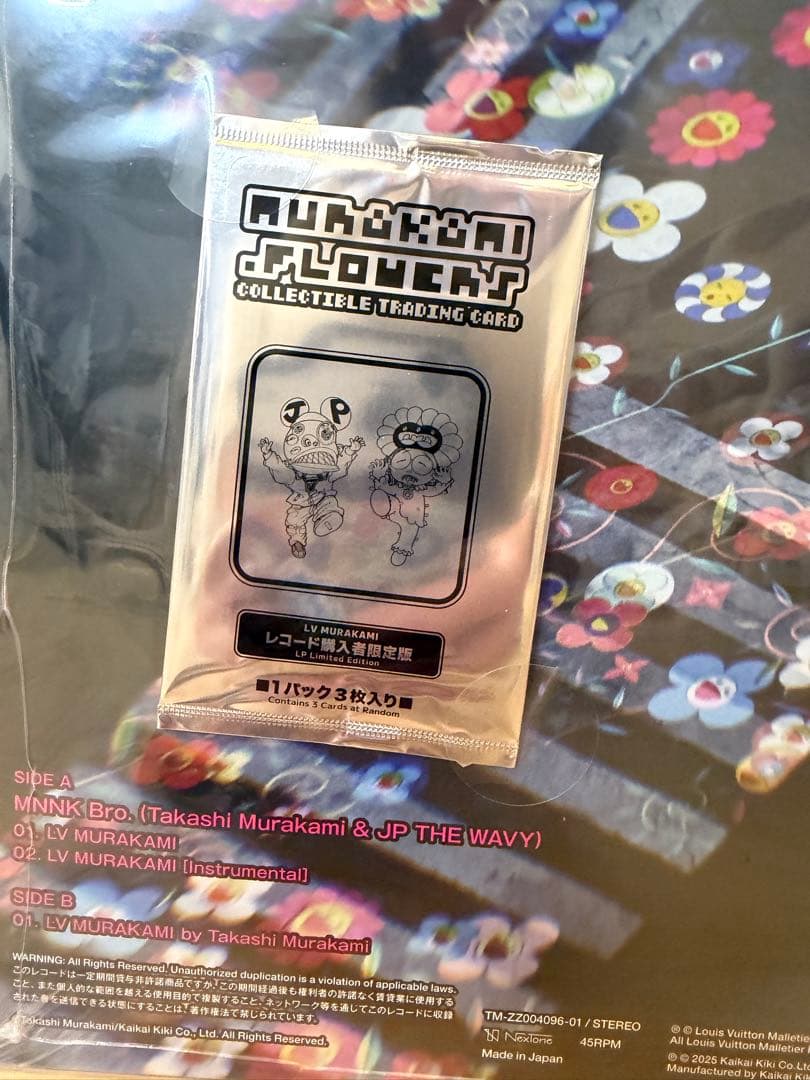 MURAKAMI
.FLOWERS
COLLECTIBLE TRADING CARD
J P
LV MURAKAMI
レコード購入者限定版
LP Limited Edition
■1パック3枚入り■
Contains 3 Cards at Random
SIDE A
MNNK Bro. (Takashi Murakami & JP THE WAVY)
01. LV MURAKAMI
02. LV MURAKAMI [Instrumental]
SIDE B
01. LV MURAKAMI by Takashi Murakami
WARNING: All Rights Reserved. Unauthorized duplication is a violation of applicable laws.
このレコードは一定期間貸与非許諾商品ですが、この期間経過後も権利者の許諾なく賃貸業に使用する
こと、また個人的な範囲を越える使用目的で複製すること、ネットワーク等を通じてこのレコードに収録
された音を送信できる状態にすることは、著作権法で禁じられています。
©Takashi Murakami/Kaikai Kiki Co., Ltd. All Rights Reserved.
TM-ZZ004096-01 / STEREO
NexTone 45RPM
Made in Japan
℗ © Louis Vuitton Malletier
All Louis Vuitton Malletier
℗ © 2025 Kaikai Kiki Co.
Manufactured by Kaikai